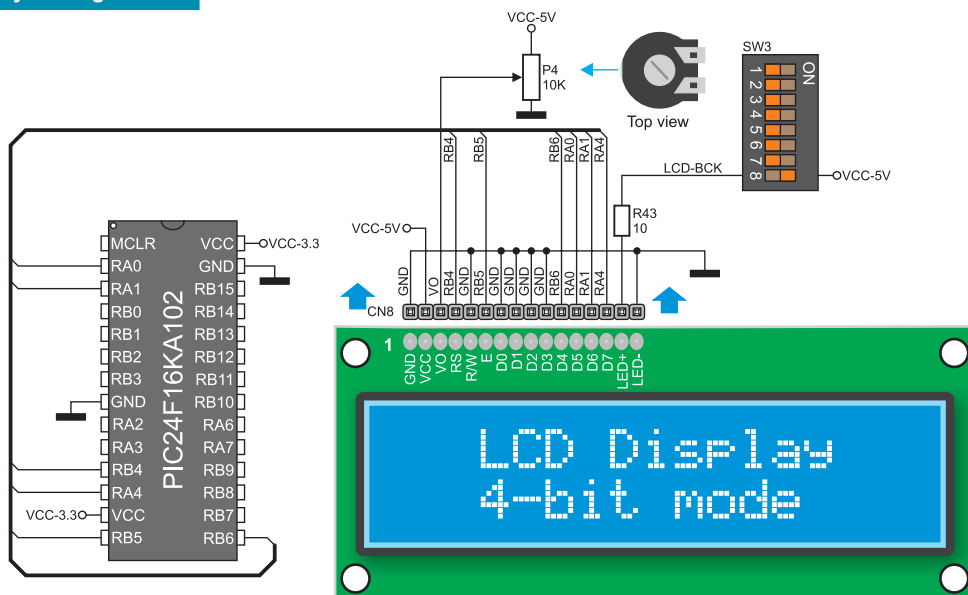 VCC-5V
P4
10K
Top view
SW3
ON
1
2
3
4
5
6
7
8
VCC-5V
LCD-BCK
R43
10
RB4
RB5
RB6
RA0
RA1
RA4
VCC-5V
GND
VO
RB4
GND
RB5
GND
GND
GND
GND
RB6
RA0
RA1
RA4
CN8
1
GND
VCC
VO
RS
R/W
E
D0
D1
D2
D3
D4
D5
D6
D7
LED+
LED-
LCD Display
4-bit mode
PIC24F16KA102
MCLR VCC VCC-3.3
RA0 GND
RA1 RB15
RB0 RB14
RB1 RB13
RB2 RB12
RB3 RB11
GND RB10
RA2 RA6
RA3 RA7
RB4 RB9
RA4 RB8
VCC-3.3 VCC RB7
RB5 RB6